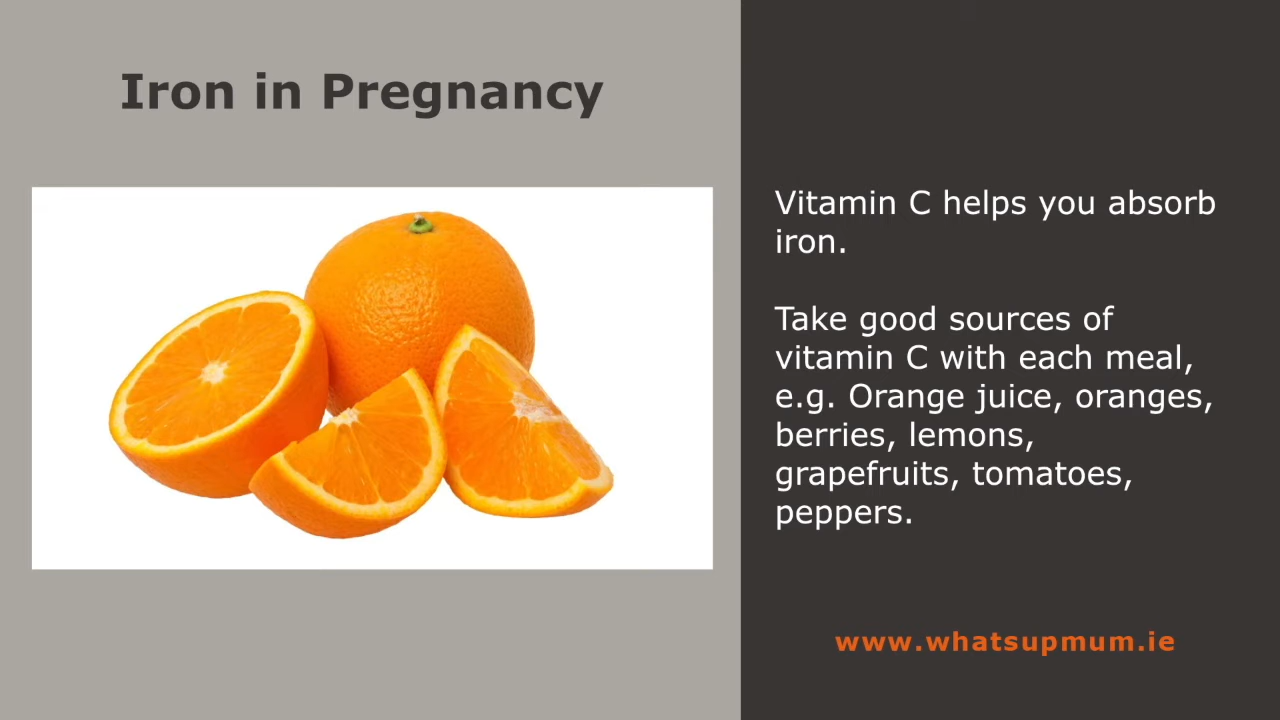 Iron in Pregnancy
Vitamin C helps you absorb
iron.
Take good sources of
vitamin C with each meal,
e.g. Orange juice, oranges,
berries, lemons,
grapefruits, tomatoes,
peppers.
www.whatsupmum.ie